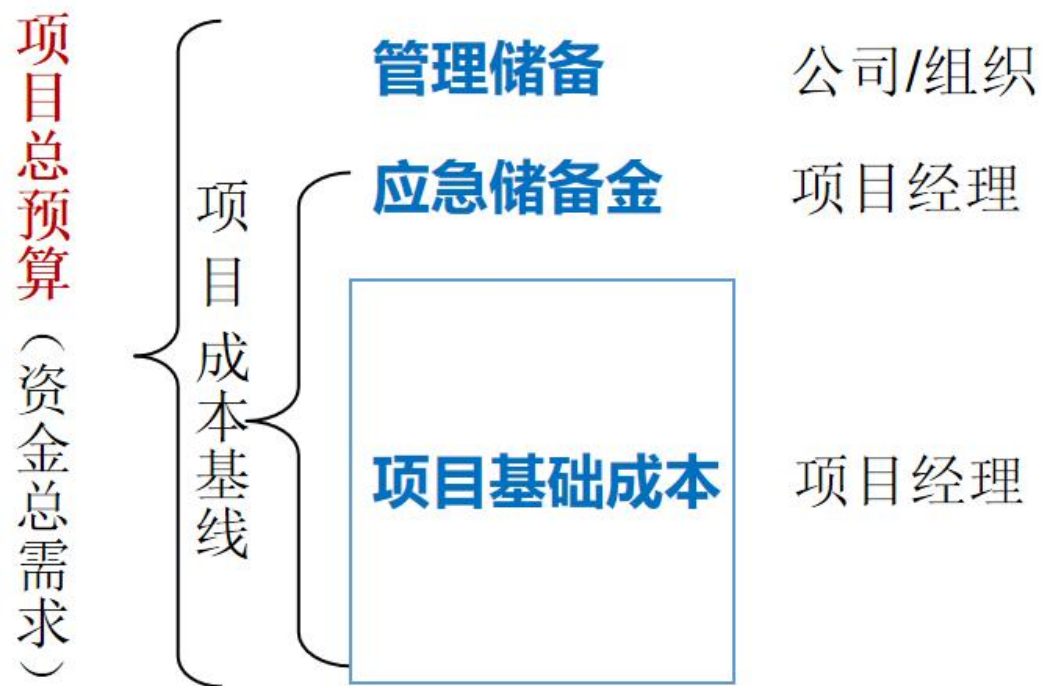 项目总预算
（资金总需求）
项目成本基线
管理储备
公司/组织
应急储备金
项目经理
项目基础成本
项目经理